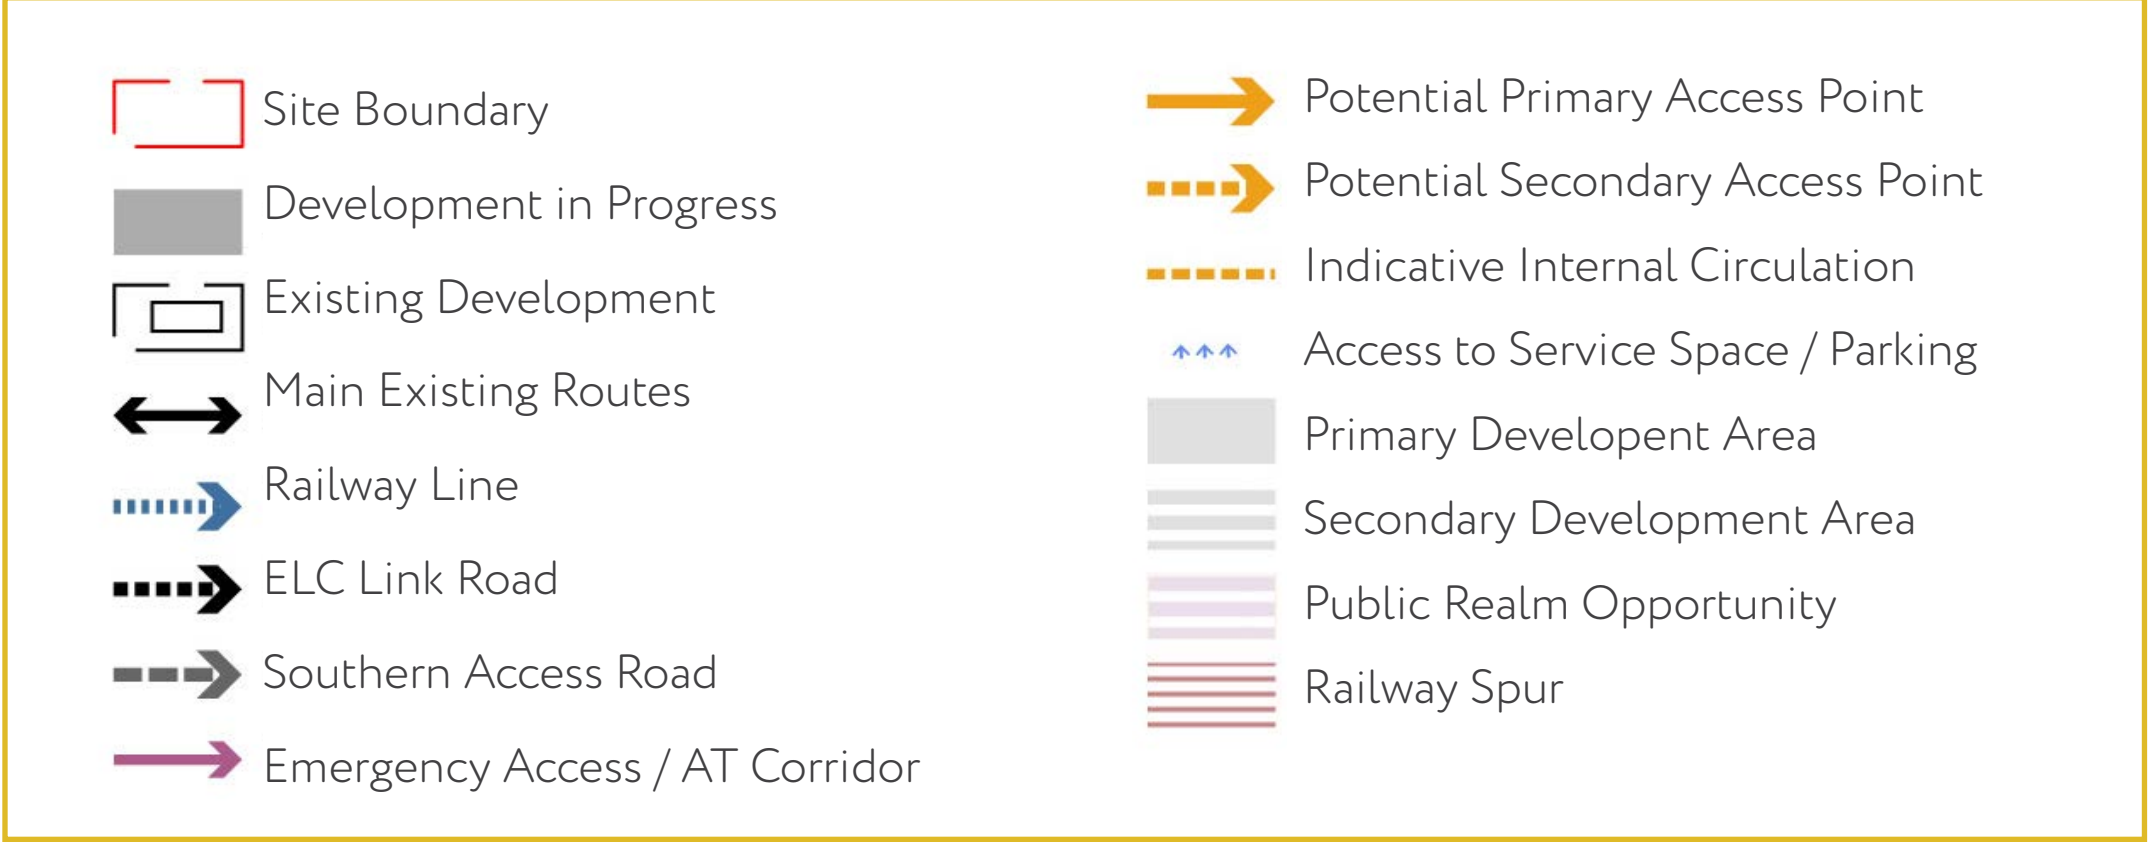 Site Boundary
Development in Progress
Existing Development
Main Existing Routes
Railway Line
ELC Link Road
Southern Access Road
Emergency Access / AT Corridor
Potential Primary Access Point
Potential Secondary Access Point
Indicative Internal Circulation
Access to Service Space / Parking
Primary Developent Area
Secondary Development Area
Public Realm Opportunity
Railway Spur